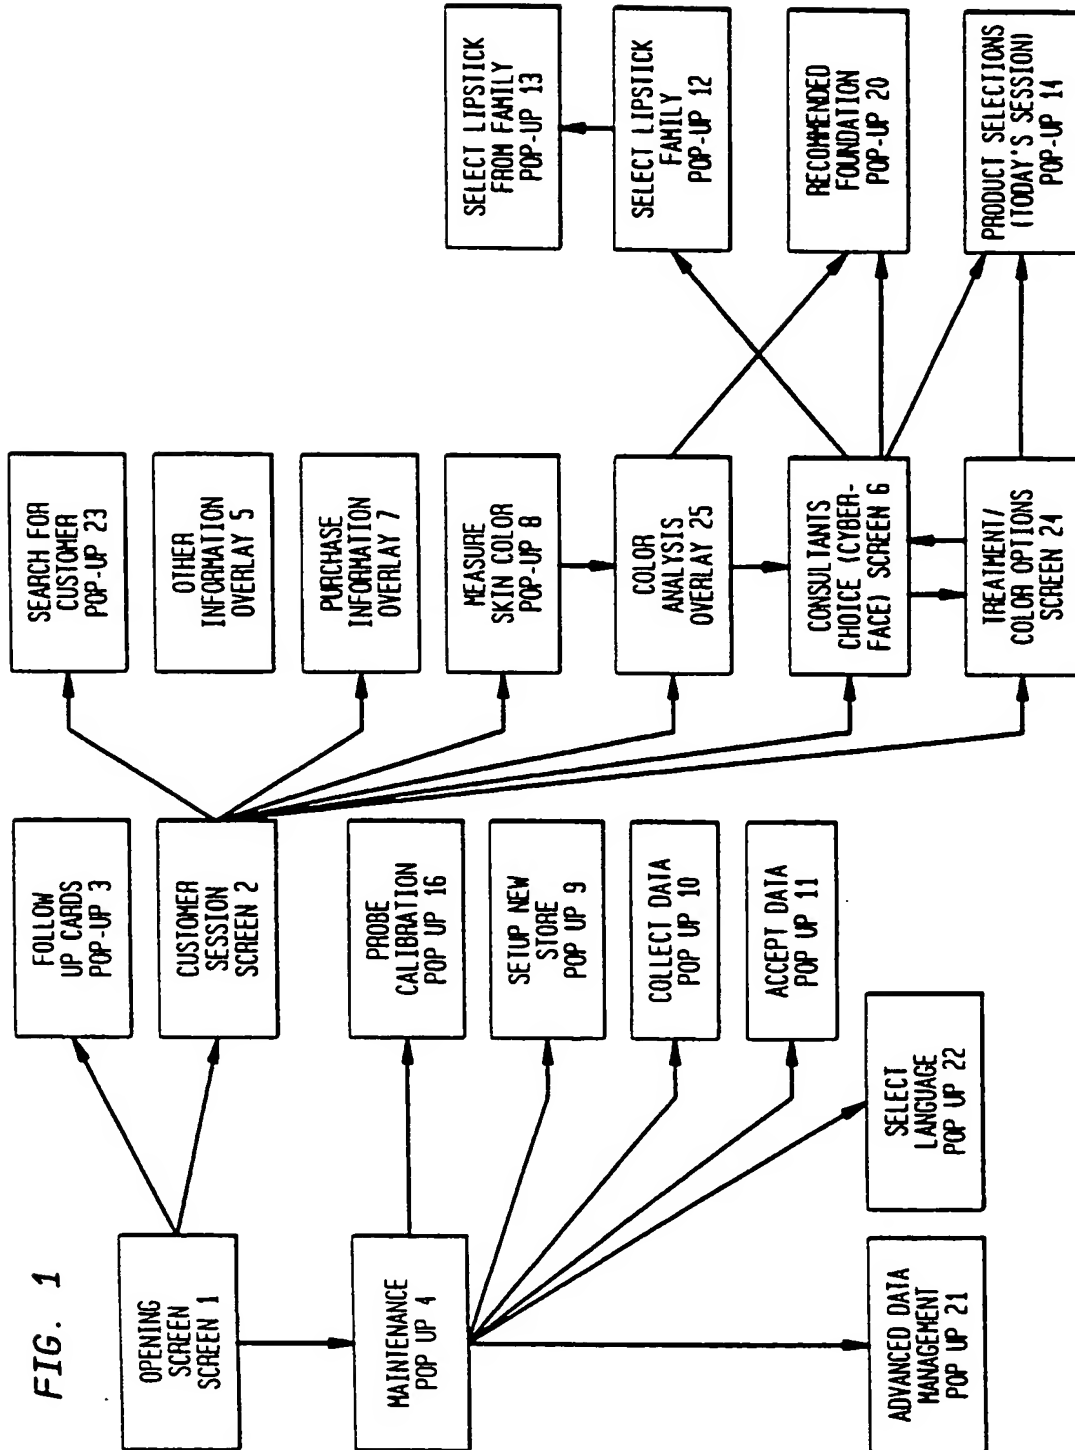 FIG. 1
OPENING
SCREEN
SCREEN 1
MAINTENANCE
POP UP 4
ADVANCED DATA
MANAGEMENT
POP UP 21
FOLLOW
UP CARDS
POP-UP 3
CUSTOMER
SESSION
SCREEN 2
PROBE
CALIBRATION
POP UP 16
SETUP NEW
STORE
POP UP 9
COLLECT DATA
POP UP 10
ACCEPT DATA
POP UP 11
SELECT
LANGUAGE
POP UP 22
SEARCH FOR
CUSTOMER
POP-UP 23
OTHER
INFORMATION
OVERLAY 5
PURCHASE
INFORMATION
OVERLAY 7
MEASURE
SKIN COLOR
POP-UP 8
COLOR
ANALYSIS
OVERLAY 25
CONSULTANTS
CHOICE (CYBER-
FACE) SCREEN 6
TREATMENT/
COLOR OPTIONS
SCREEN 24
SELECT LIPSTICK
FROM FAMILY
POP-UP 13
SELECT LIPSTICK
FAMILY
POP-UP 12
RECOMMENDED
FOUNDATION
POP-UP 20
PRODUCT SELECTIONS
(TODAY'S SESSION)
POP-UP 14